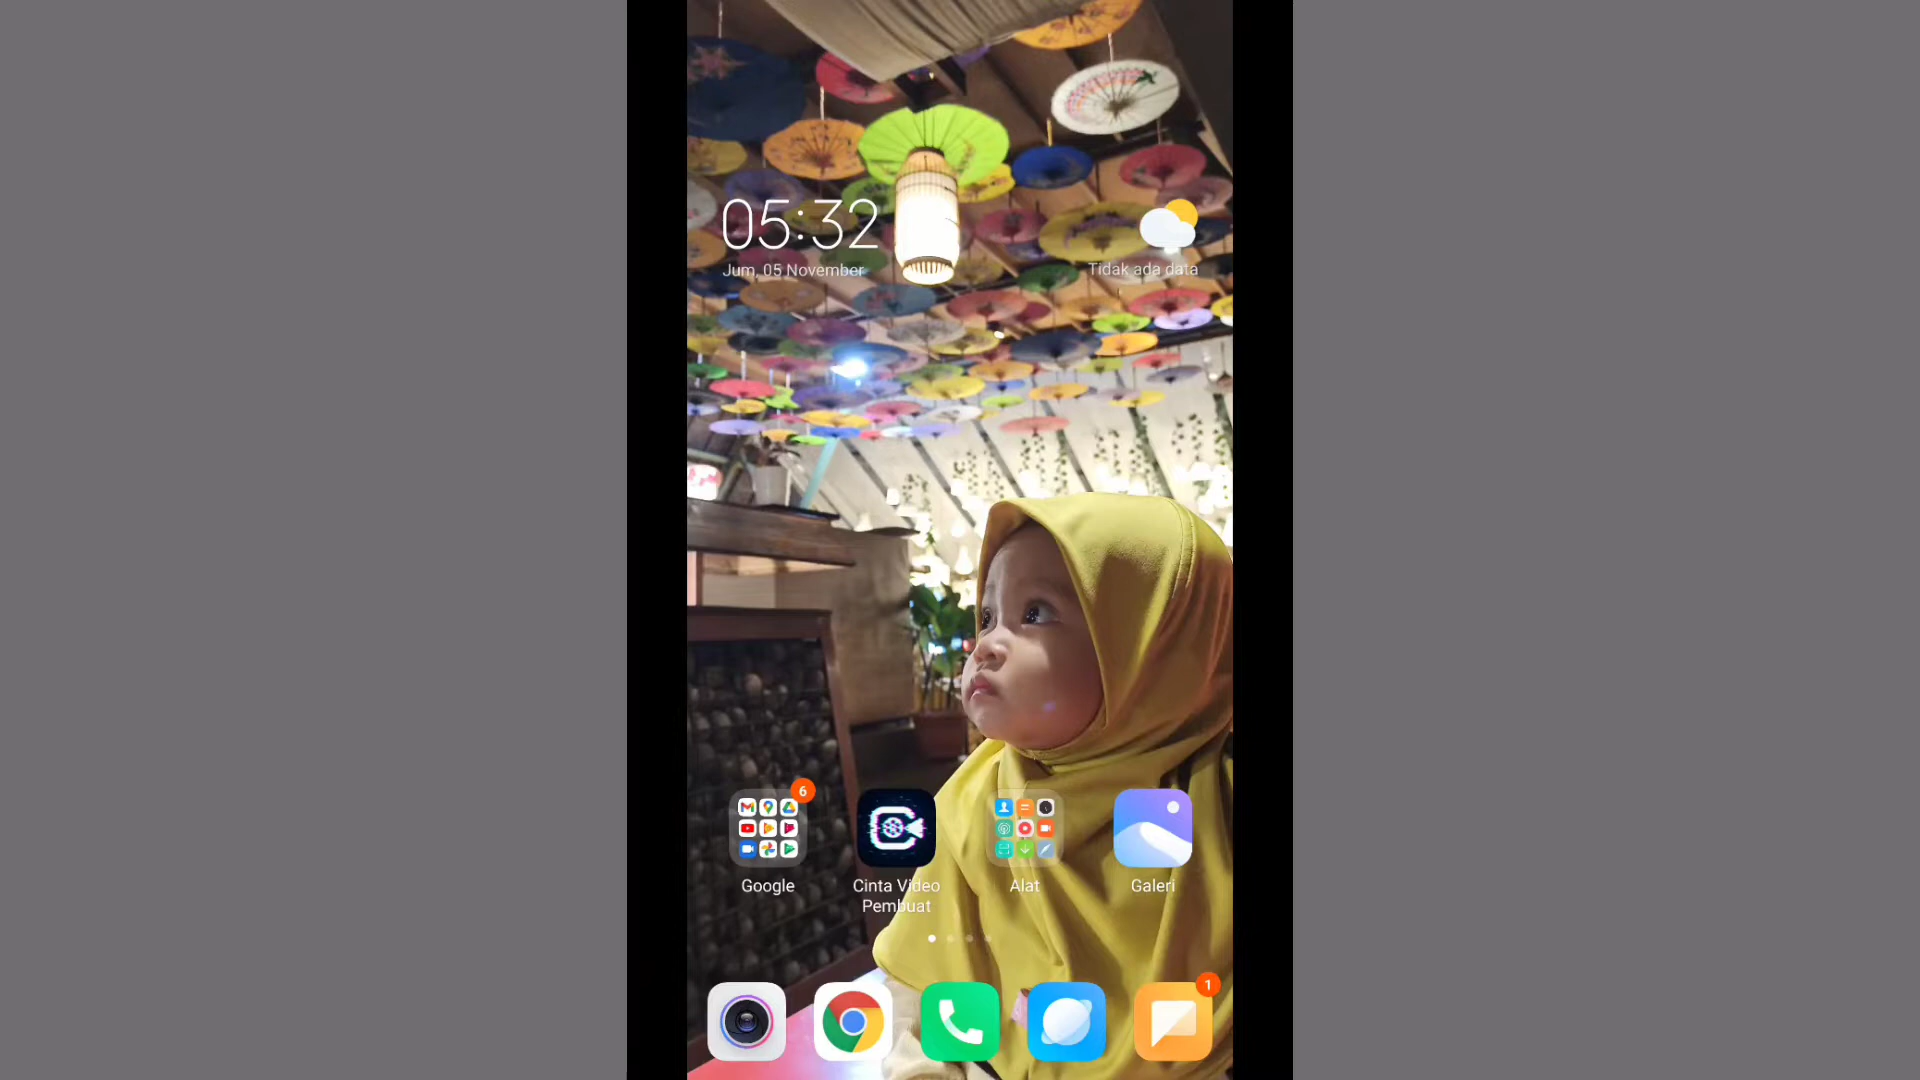 05:32
Jum, 05 November
Tidak ada data
6
Google
Cinta Video
Pembuat
Alat
Galeri
1